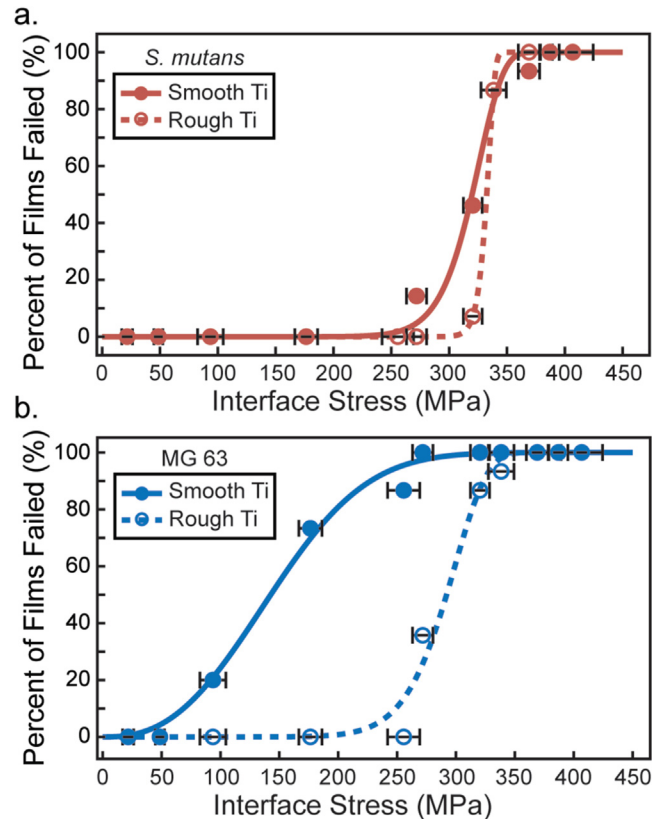 a.
Percent of Films Failed (%)
100
80
60
40
20
0
S. mutans
Smooth Ti
Rough Ti
0 50 100 150 200 250 300 350 400 450
Interface Stress (MPa)
b.
Percent of Films Failed (%)
100
80
60
40
20
0
MG 63
Smooth Ti
Rough Ti
0 50 100 150 200 250 300 350 400 450
Interface Stress (MPa)